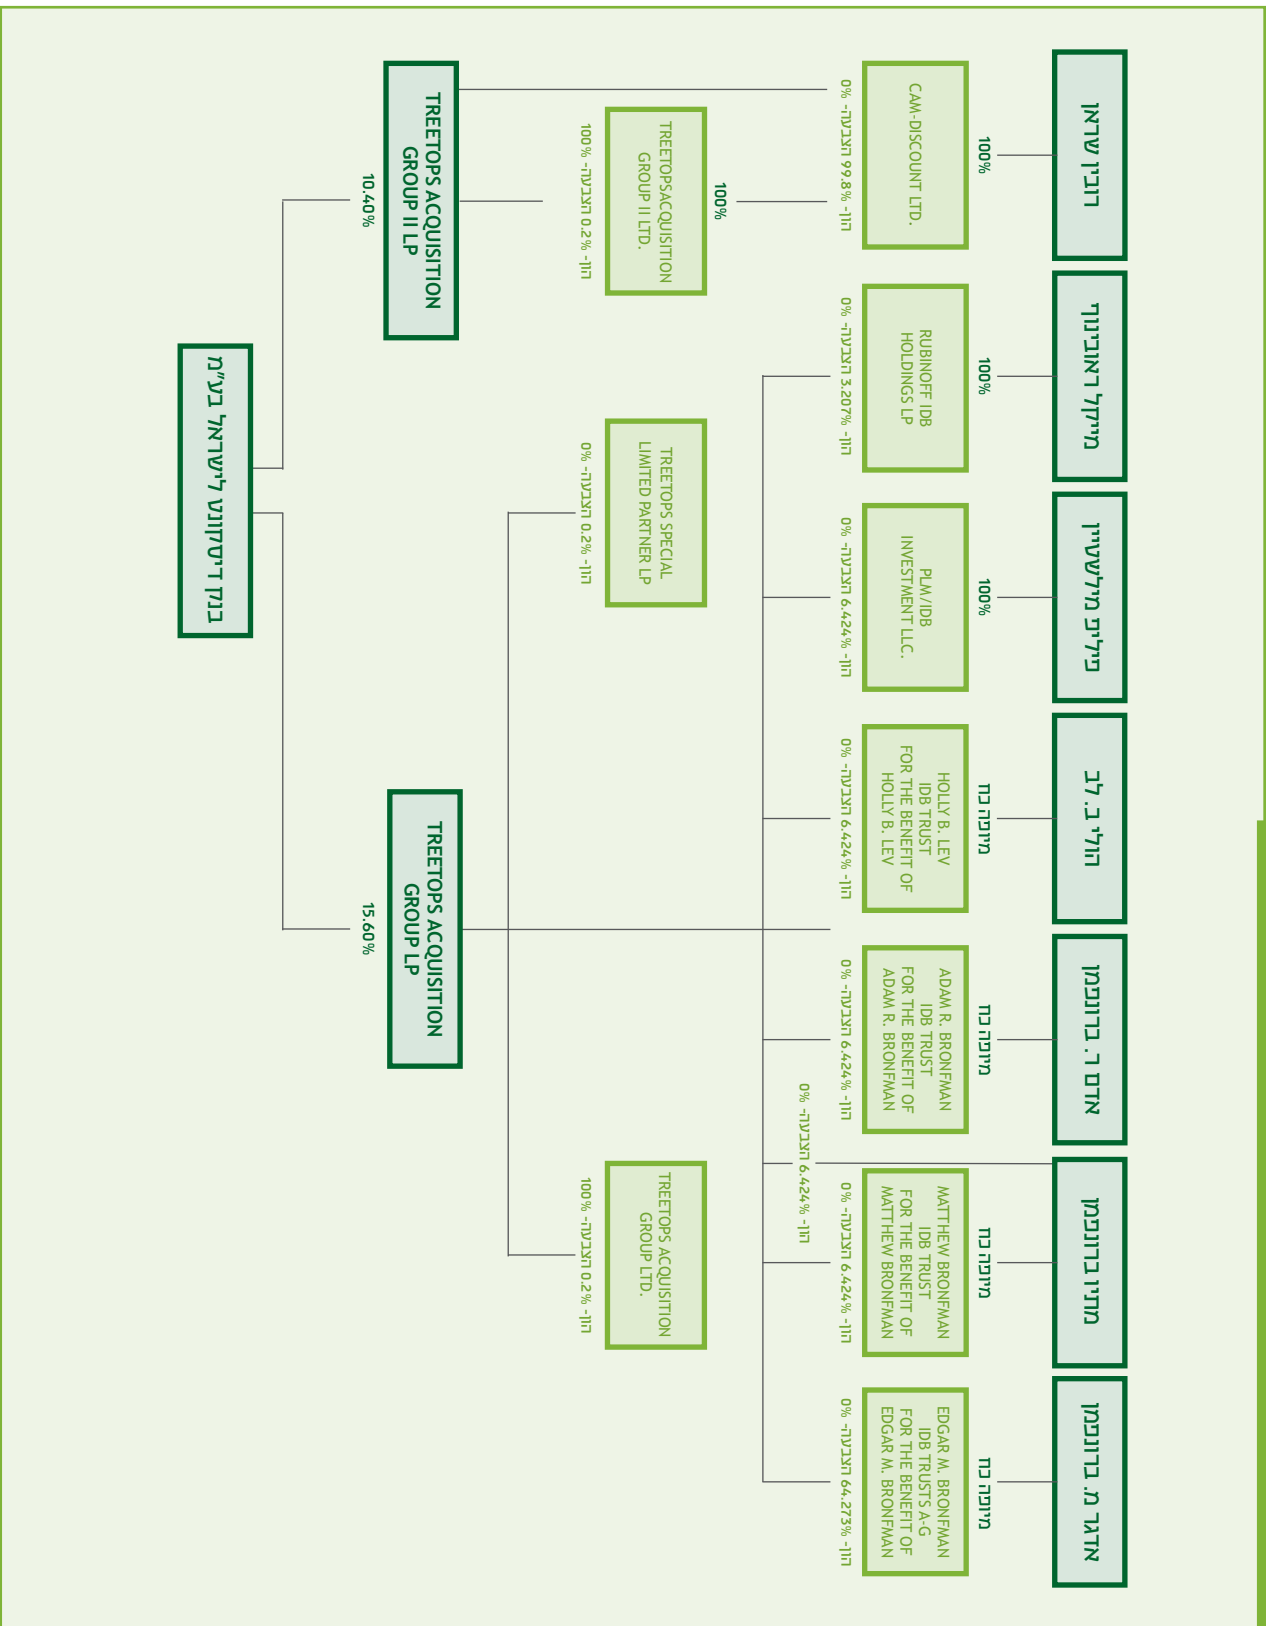 אדגר מ. ברונפמן
מתיו ברונפמן
אדם ר. ברונפמן
הולי ב. לב
פיליפ מילשטיין
מייקל ראובינוף
רובין שראן
מיופה כח
מיופה כח
מיופה כח
מיופה כח
100%
100%
100%
EDGAR M. BRONFMAN
IDB TRUSTS A-G
FOR THE BENEFIT OF
EDGAR M. BRONFMAN
MATTHEW BRONFMAN
IDB TRUST
FOR THE BENEFIT OF
MATTHEW BRONFMAN
ADAM R. BRONFMAN
IDB TRUST
FOR THE BENEFIT OF
ADAM R. BRONFMAN
HOLLY B. LEV
IDB TRUST
FOR THE BENEFIT OF
HOLLY B. LEV
PLM/IDB
INVESTMENT LLC.
RUBINOFF IDB
HOLDINGS LP
CAM-DISCOUNT LTD.
הון- 64.273% הצבעה- 0%
הון- 6.424% הצבעה- 0%
הון- 6.424% הצבעה- 0%
הון- 6.424% הצבעה- 0%
הון- 6.424% הצבעה- 0%
הון- 3.207% הצבעה- 0%
הון- 99.8% הצבעה- 0%
הון- 6.424% הצבעה- 0%
100%
TREETOPS ACQUISITION
GROUP LTD.
TREETOPS SPECIAL
LIMITED PARTNER LP
TREETOPSACQUISITION
GROUP II LTD.
הון- 0.2% הצבעה- 100%
הון- 0.2% הצבעה- 0%
הון- 0.2% הצבעה- 100%
TREETOPS ACQUISITION
GROUP LP
TREETOPS ACQUISITION
GROUP II LP
15.60%
10.40%
בנק דיסקונט לישראל בע"מ